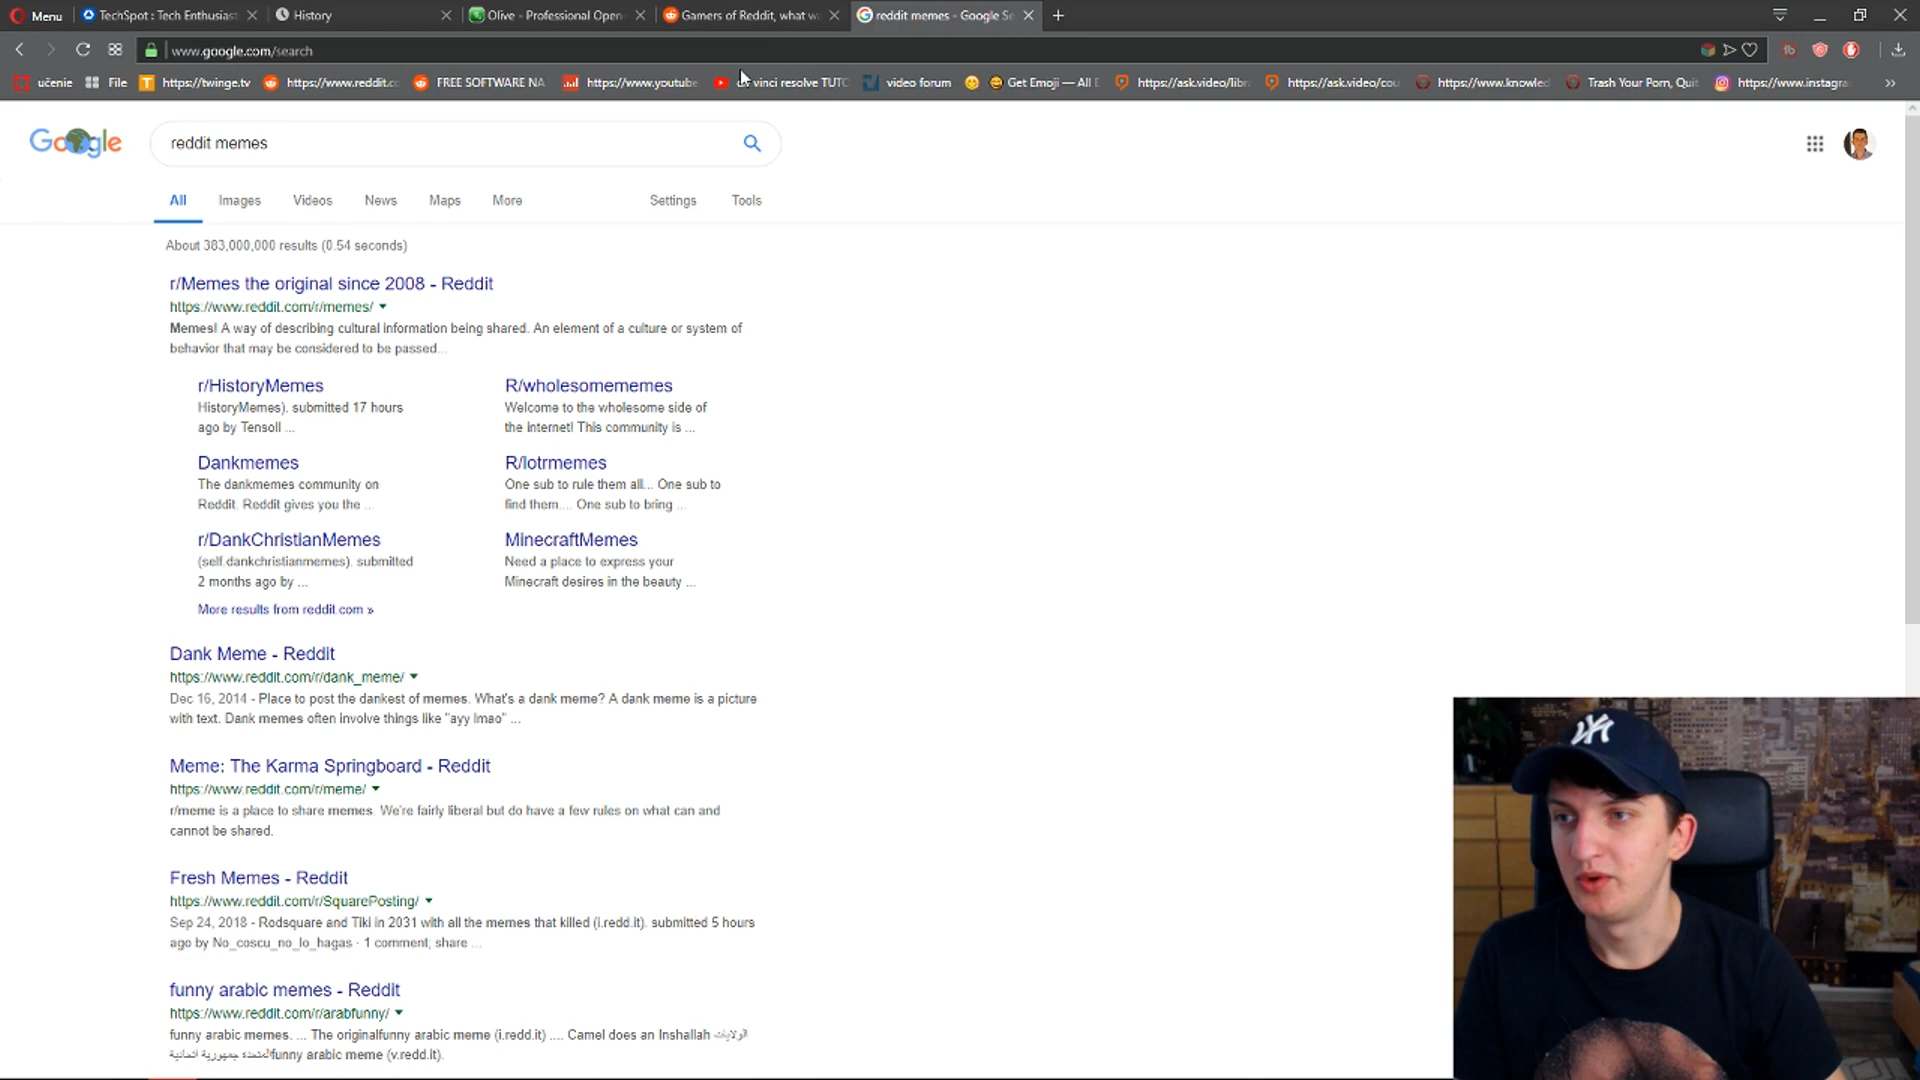 Menu
TechSpot : Tech Enthusiast
History
Olive - Professional Open-
Gamers of Reddit, what w
reddit memes - Google Se
www.google.com/search
učenie
File
https://twinge.tv
https://www.reddit.cc
FREE SOFTWARE NA
https://www.youtube
vinci resolve TUTO
video forum
Get Emoji — All E
https://ask.video/libr
https://ask.video/cou
https://www.knowled
Trash Your Porn, Quit
https://www.instagra
»
Google
reddit memes
All
Images
Videos
News
Maps
More
Settings
Tools
About 383,000,000 results (0.54 seconds)
r/Memes the original since 2008 - Reddit
https://www.reddit.com/r/memes/
Memes! A way of describing cultural information being shared. An element of a culture or system of
behavior that may be considered to be passed...
r/HistoryMemes
HistoryMemes). submitted 17 hours
ago by Tensoll ...
R/wholesomememes
Welcome to the wholesome side of
the internet! This community is ...
Dankmemes
The dankmemes community on
Reddit. Reddit gives you the ...
R/lotrmemes
One sub to rule them all... One sub to
find them.... One sub to bring ...
r/DankChristianMemes
(self.dankchristianmemes). submitted
2 months ago by ...
MinecraftMemes
Need a place to express your
Minecraft desires in the beauty ...
More results from reddit.com »
Dank Meme - Reddit
https://www.reddit.com/r/dank_meme/
Dec 16, 2014 - Place to post the dankest of memes. What's a dank meme? A dank meme is a picture
with text. Dank memes often involve things like "ayy lmao" ...
Meme: The Karma Springboard - Reddit
https://www.reddit.com/r/meme/
r/meme is a place to share memes. We're fairly liberal but do have a few rules on what can and
cannot be shared.
Fresh Memes - Reddit
https://www.reddit.com/r/SquarePosting/
Sep 24, 2018 - Rodsquare and Tiki in 2031 with all the memes that killed (i.redd.it). submitted 5 hours
ago by No_coscu_no_lo_hagas · 1 comment; share ...
funny arabic memes - Reddit
https://www.reddit.com/r/arabfunny/
funny arabic memes. ... The originalfunny arabic meme (i.redd.it) .... Camel does an Inshallah الولايات
المتحدة جمهورية funny arabic meme (v.redd.it).
NY